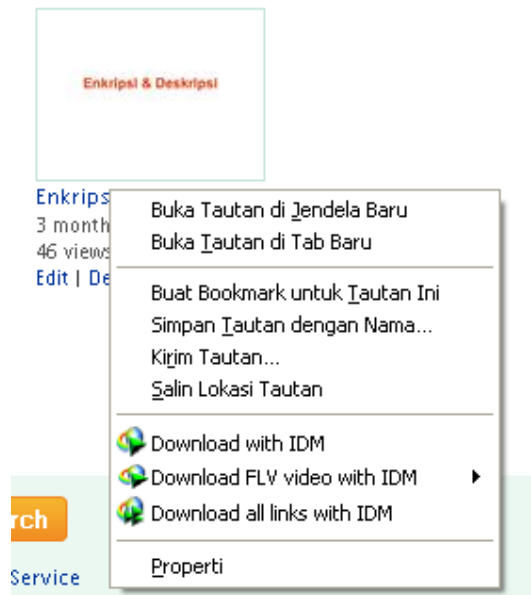 Enkripsi & Deskripsi
Enkrips
3 month
46 views
Edit | De
Buka Tautan di Jendela Baru
Buka Tautan di Tab Baru
Buat Bookmark untuk Tautan Ini
Simpan Tautan dengan Nama...
Kirim Tautan...
Salin Lokasi Tautan
Download with IDM
Download FLV video with IDM
Download all links with IDM
Properti
rch
Service